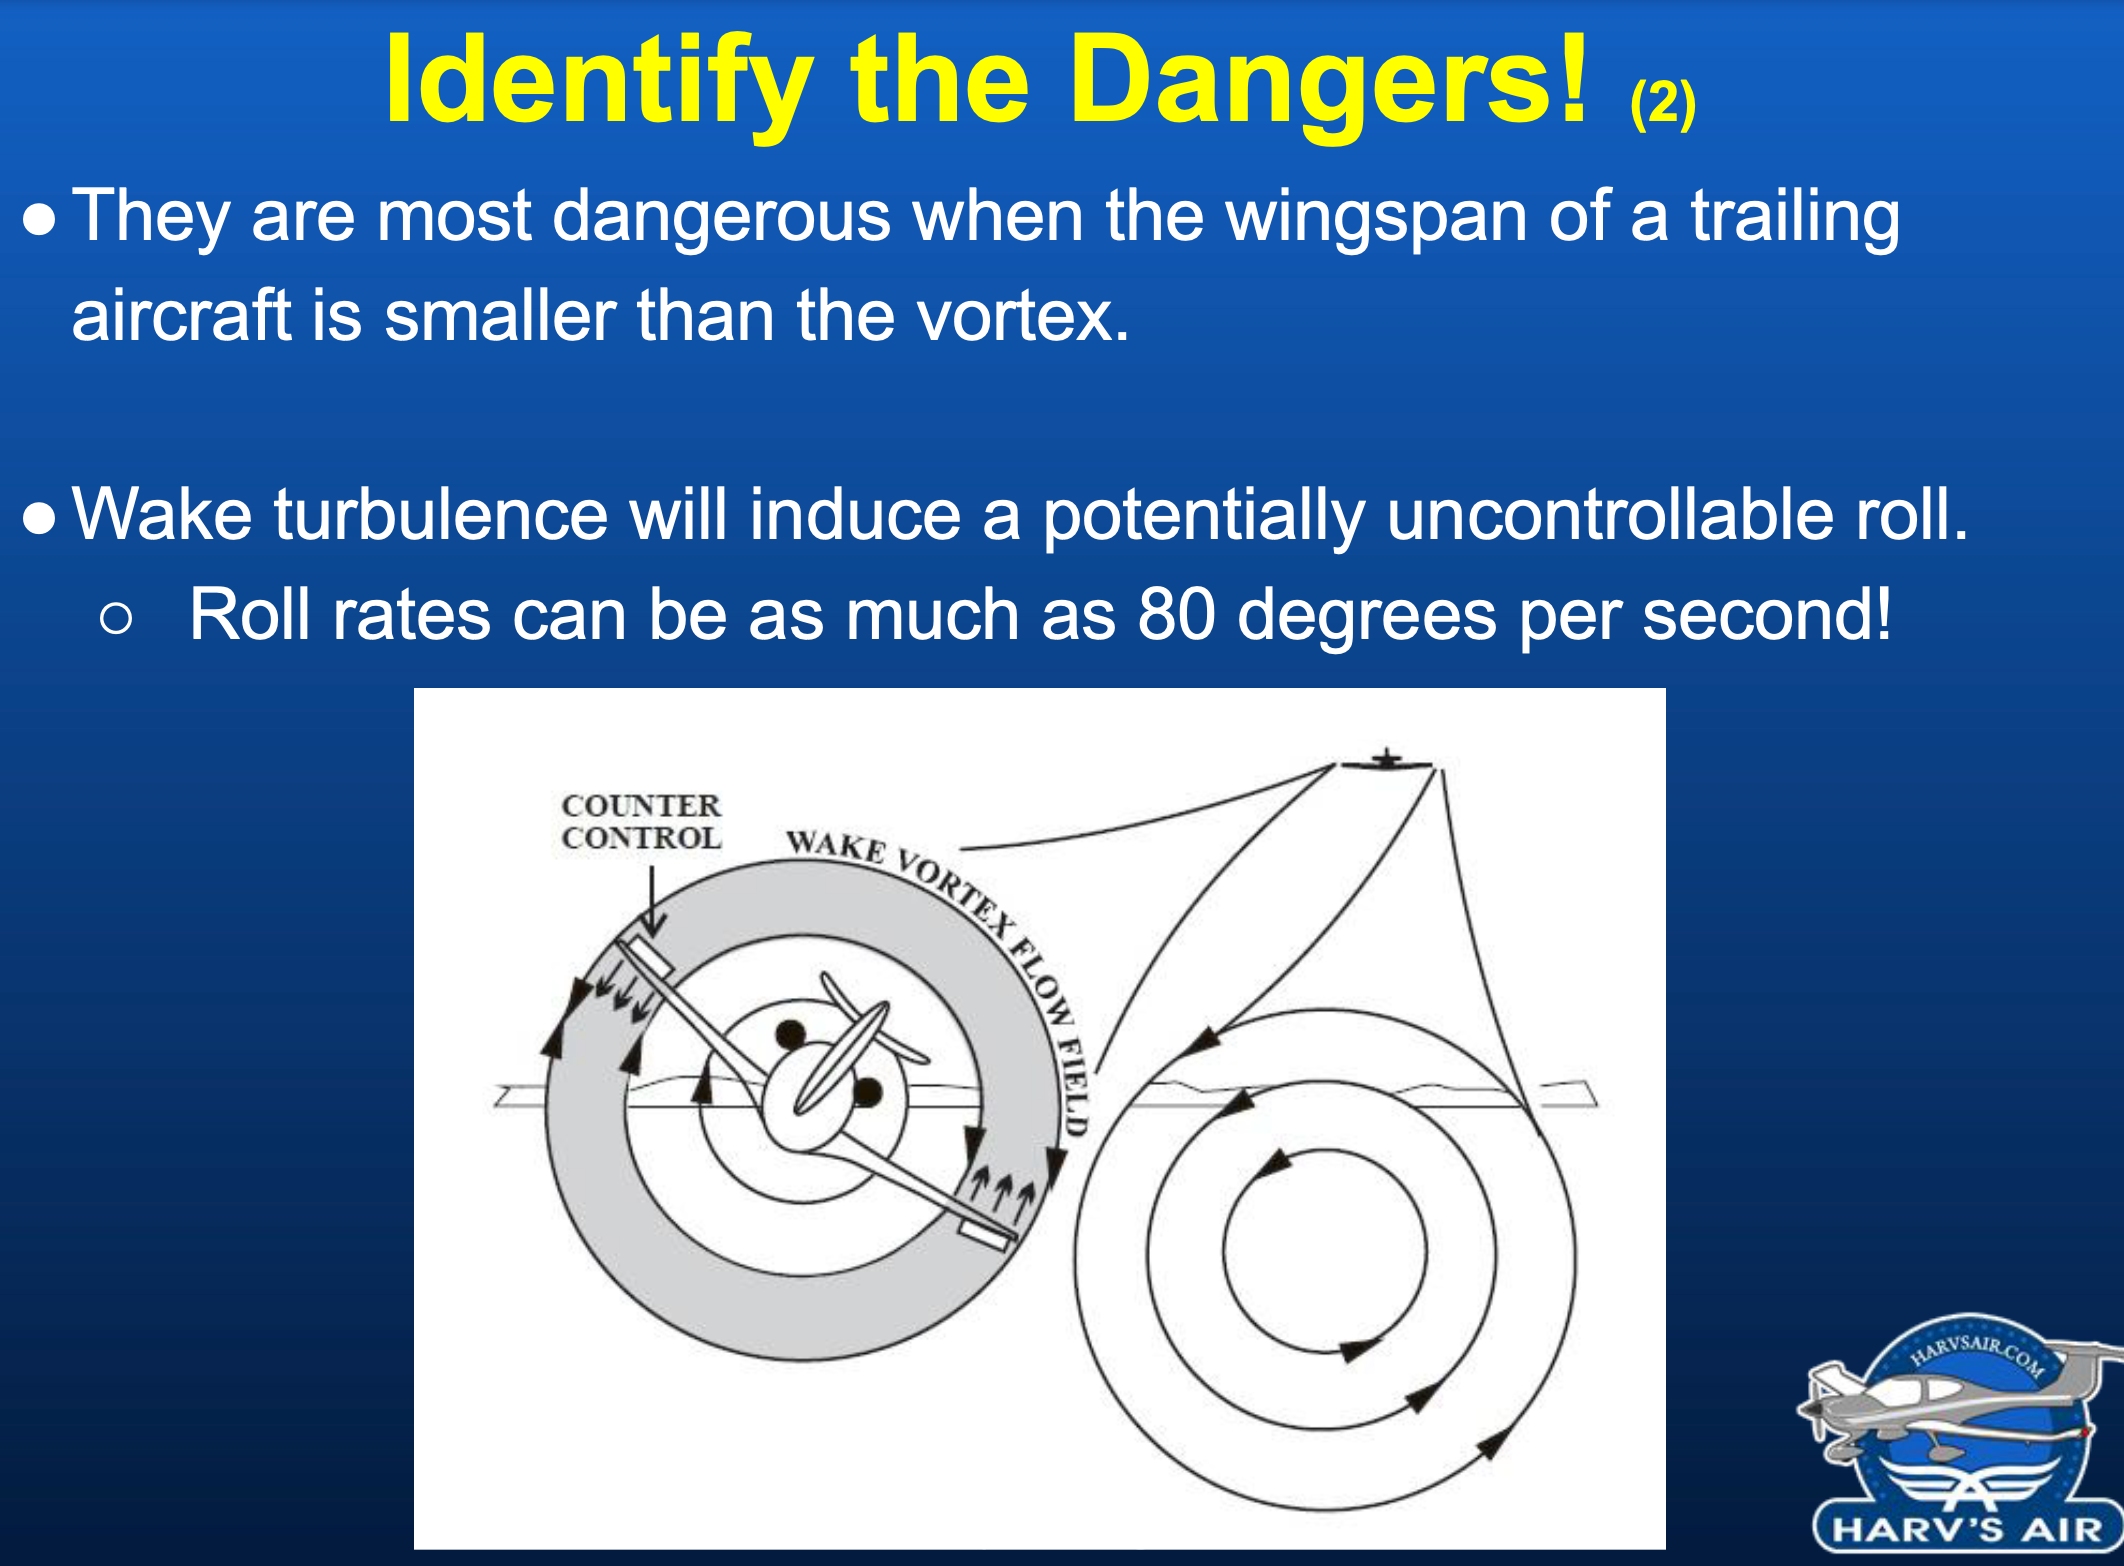 Identify the Dangers! (2)
● They are most dangerous when the wingspan of a trailing
aircraft is smaller than the vortex.
● Wake turbulence will induce a potentially uncontrollable roll.
○ Roll rates can be as much as 80 degrees per second!
COUNTER
CONTROL
WAKE VORTEX FLOW FIELD
HARVSAIR.COM
HARV'S AIR